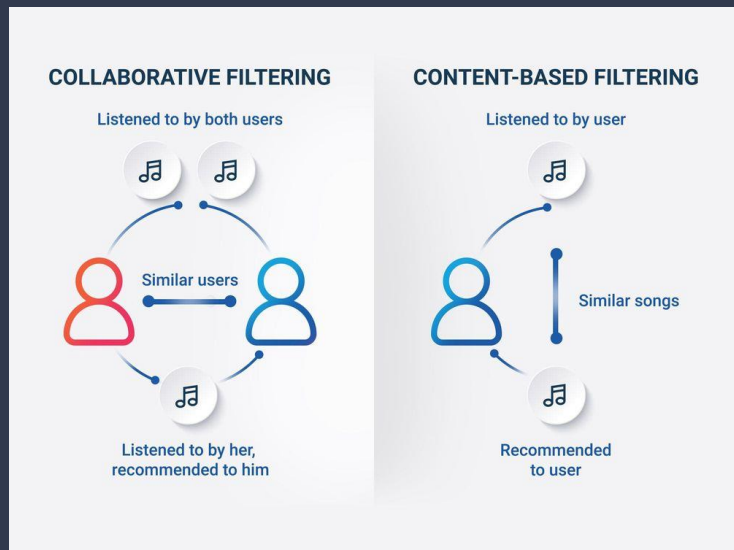 COLLABORATIVE FILTERING
Listened to by both users
Similar users
Listened to by her,
recommended to him
CONTENT-BASED FILTERING
Listened to by user
Similar songs
Recommended
to user